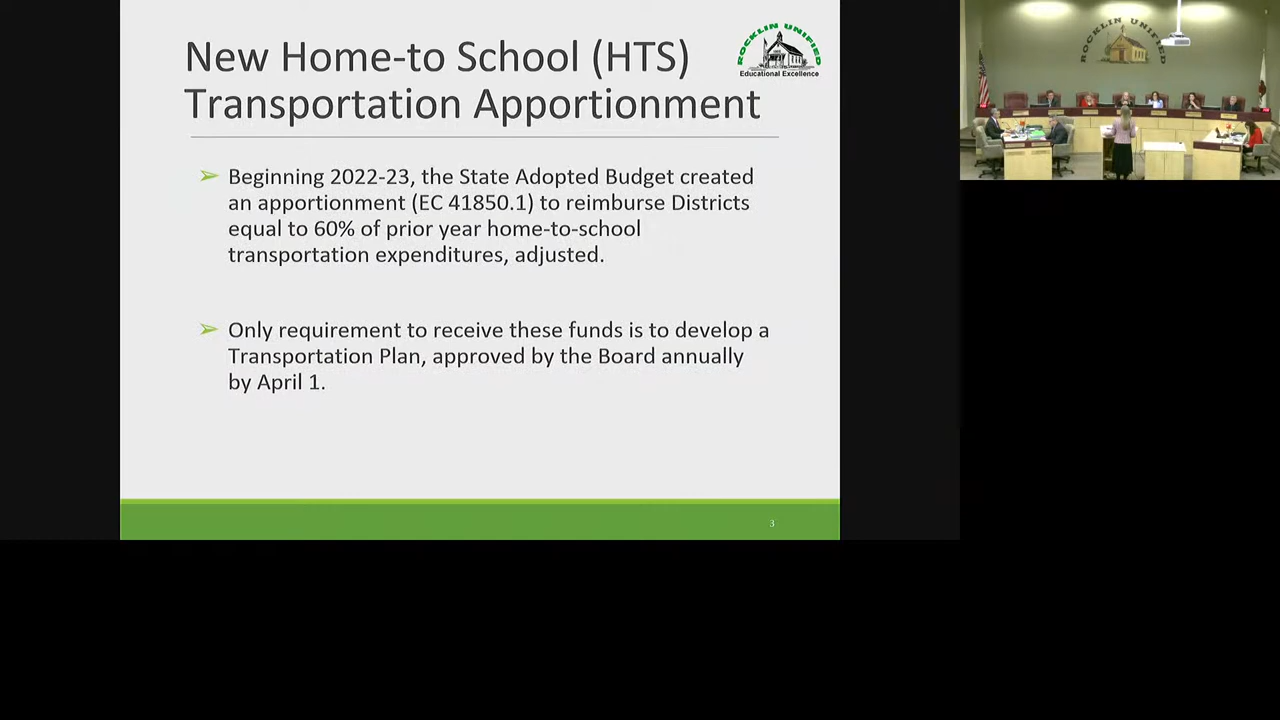 New Home-to School (HTS)
Transportation Apportionment
ROCKLIN UNIFIED
Educational Excellence
➢ Beginning 2022-23, the State Adopted Budget created
an apportionment (EC 41850.1) to reimburse Districts
equal to 60% of prior year home-to-school
transportation expenditures, adjusted.
➢ Only requirement to receive these funds is to develop a
Transportation Plan, approved by the Board annually
by April 1.
3
ROCKLIN UNIFIED